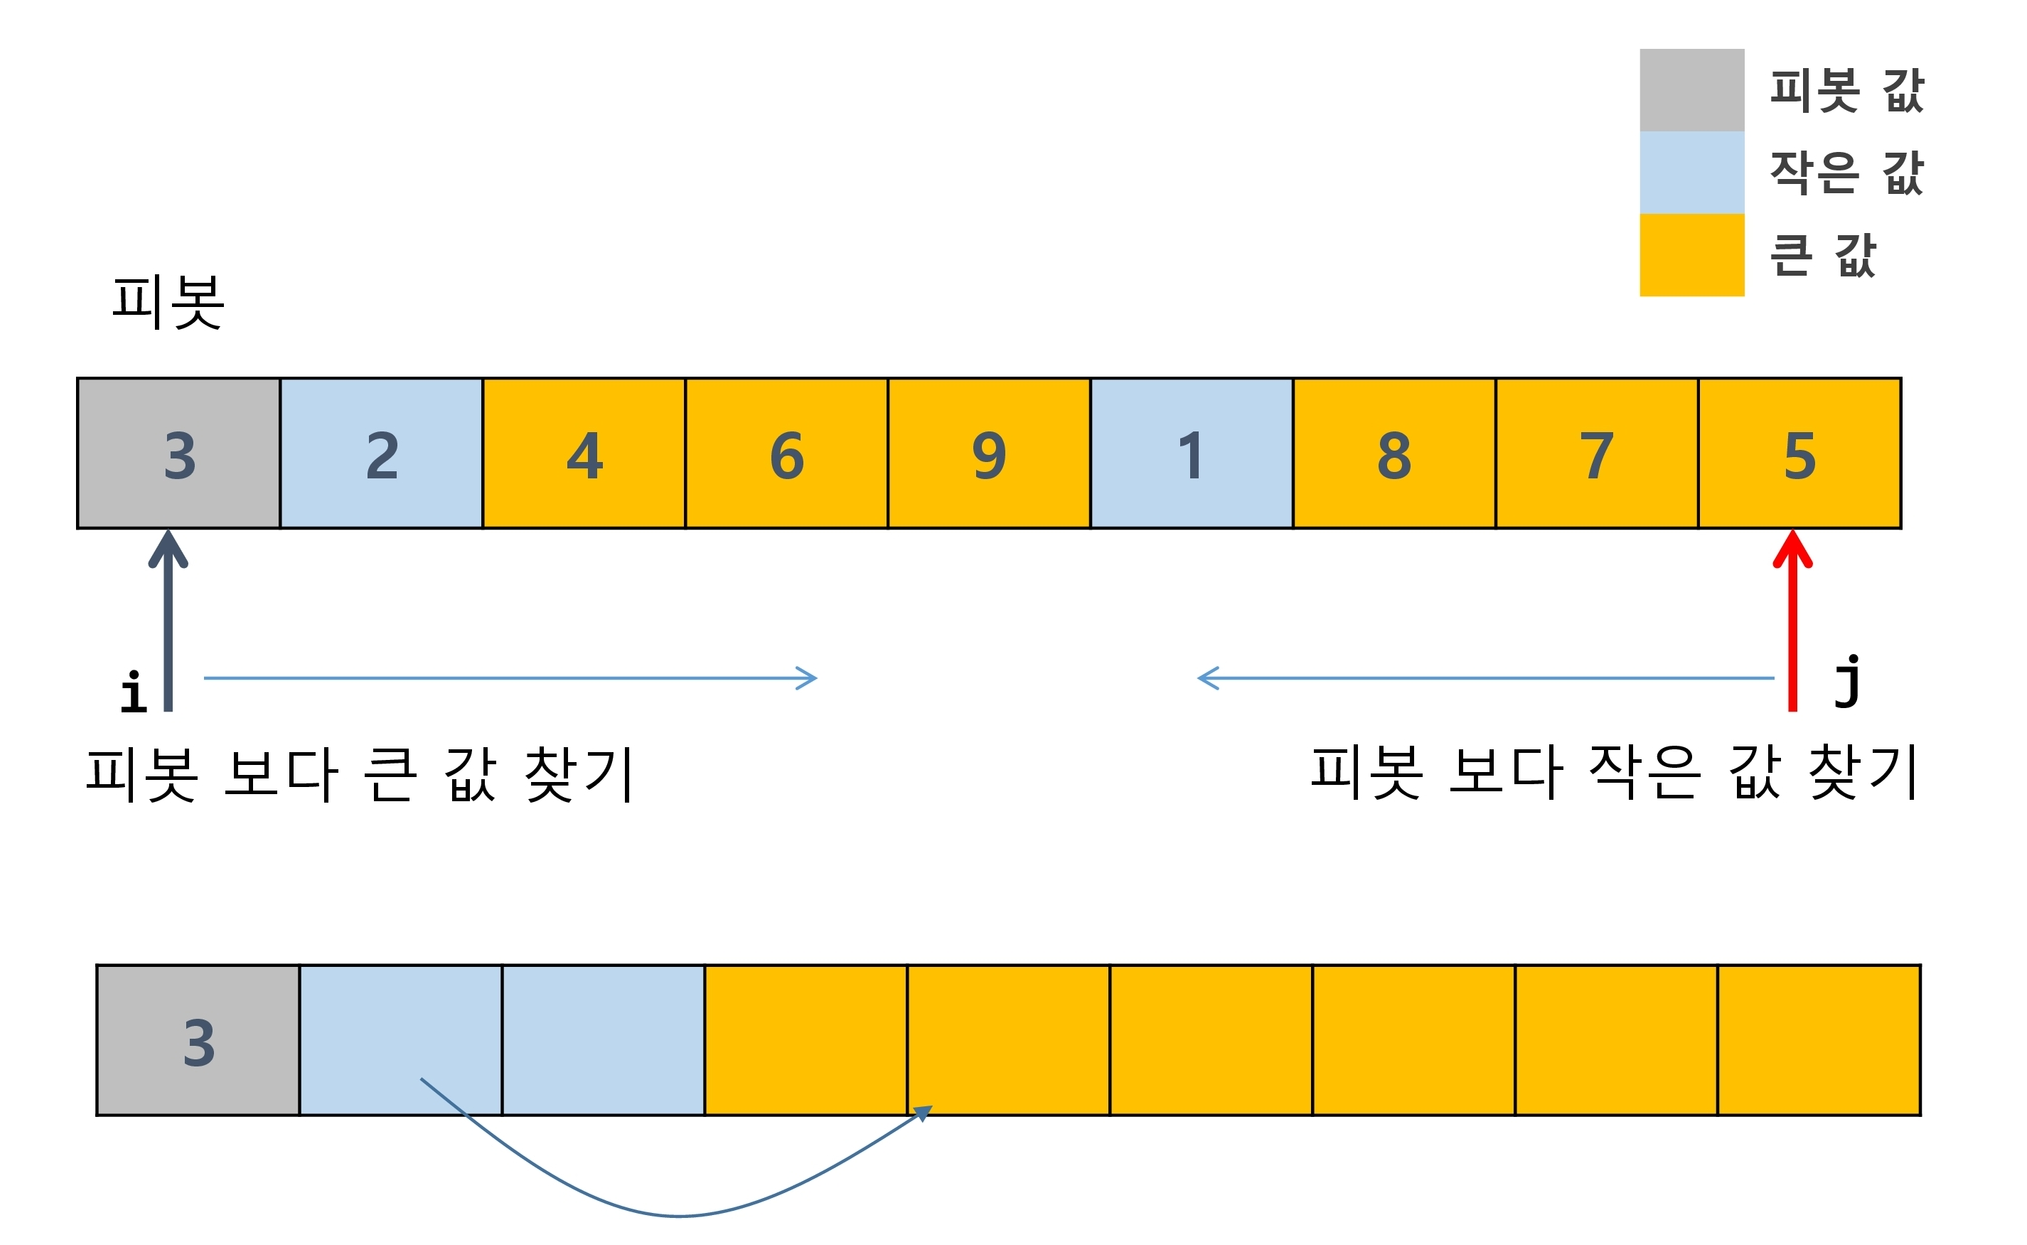 피봇 값
작은 값
큰 값
피봇
3 2 4 6 9 1 8 7 5
i j
피봇 보다 큰 값 찾기 피봇 보다 작은 값 찾기
3